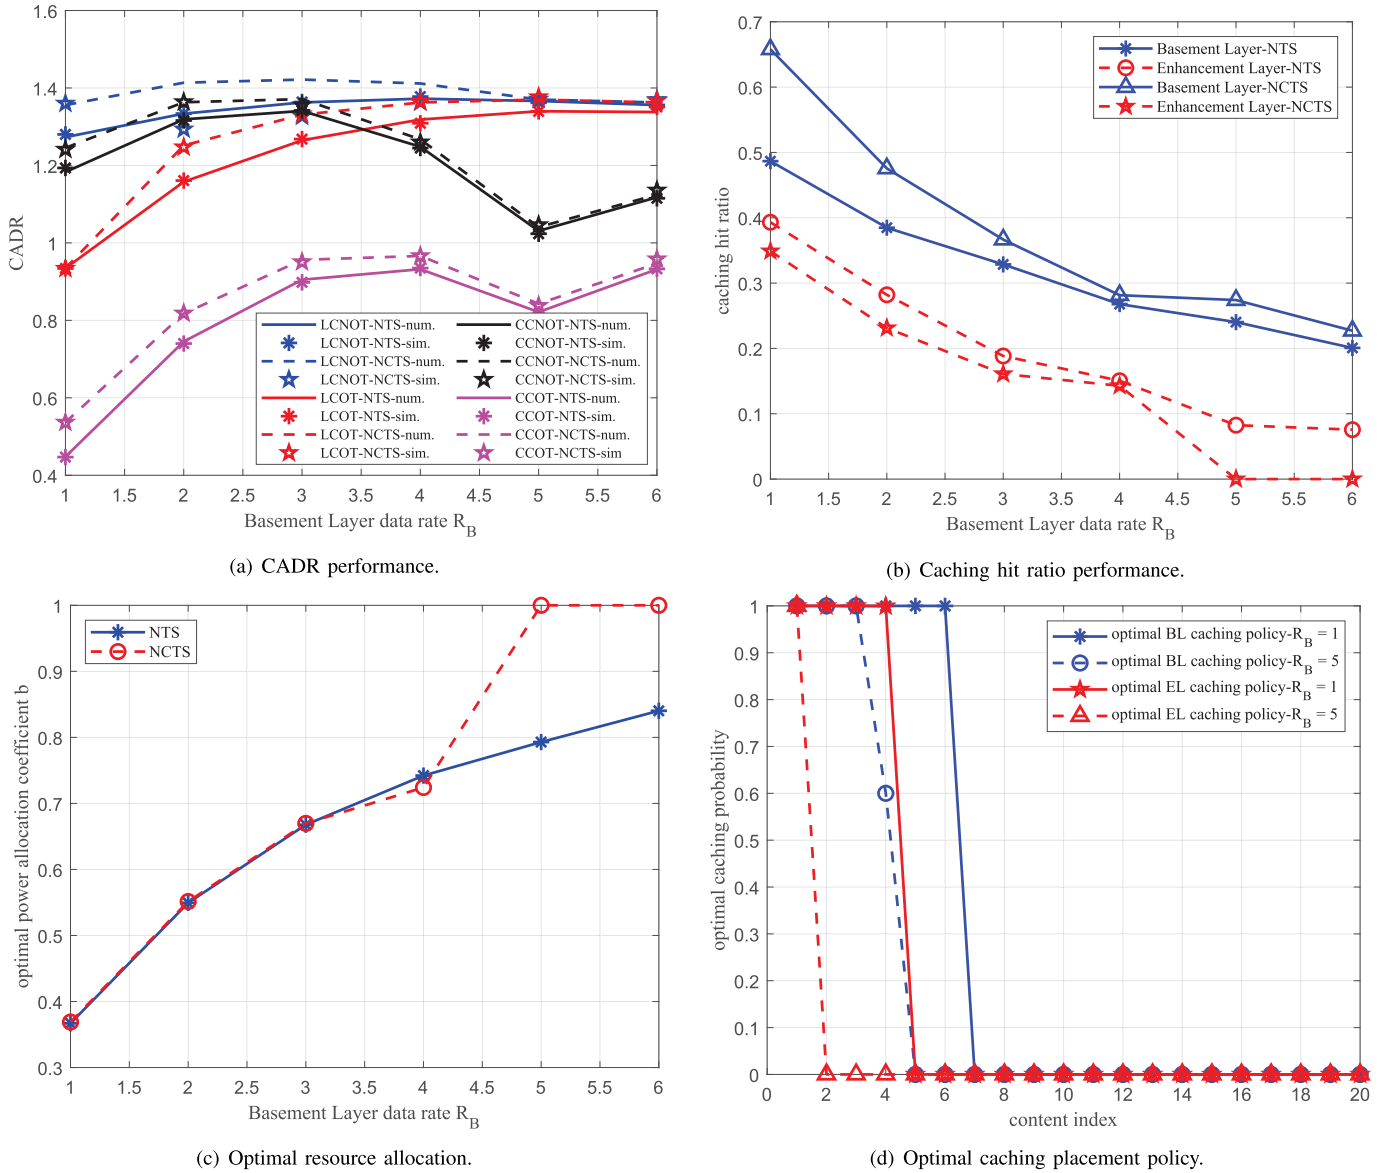 1.6
1.4
1.2
1
0.8
0.6
0.4
CADR
LCNOT-NTS-num.
LCNOT-NTS-sim.
LCNOT-NCTS-num.
LCNOT-NCTS-sim.
LCOT-NTS-num.
LCOT-NTS-sim.
LCOT-NCTS-num.
LCOT-NCTS-sim.
CCNOT-NTS-num.
CCNOT-NTS-sim.
CCNOT-NCTS-num.
CCNOT-NCTS-sim.
CCOT-NTS-num.
CCOT-NTS-sim.
CCOT-NCTS-num.
CCOT-NCTS-sim
1 1.5 2 2.5 3 3.5 4 4.5 5 5.5 6
Basement Layer data rate R_B
(a) CADR performance.
0.7
0.6
0.5
0.4
0.3
0.2
0.1
0
caching hit ratio
Basement Layer-NTS
Enhancement Layer-NTS
Basement Layer-NCTS
Enhancement Layer-NCTS
1 1.5 2 2.5 3 3.5 4 4.5 5 5.5 6
Basement Layer data rate R_B
(b) Caching hit ratio performance.
1
0.9
0.8
0.7
0.6
0.5
0.4
0.3
optimal power allocation coefficient b
NTS
NCTS
1 1.5 2 2.5 3 3.5 4 4.5 5 5.5 6
Basement Layer data rate R_B
(c) Optimal resource allocation.
1
0.9
0.8
0.7
0.6
0.5
0.4
0.3
0.2
0.1
0
optimal caching probability
optimal BL caching policy-R_B = 1
optimal BL caching policy-R_B = 5
optimal EL caching policy-R_B = 1
optimal EL caching policy-R_B = 5
0 2 4 6 8 10 12 14 16 18 20
content index
(d) Optimal caching placement policy.